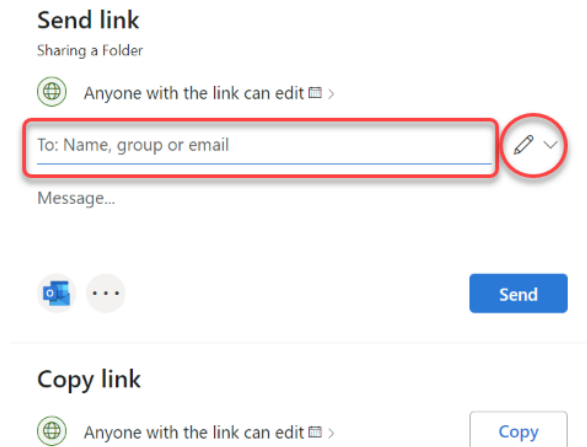 Send link
Sharing a Folder
Anyone with the link can edit
To: Name, group or email
Message...
Send
Copy link
Anyone with the link can edit
Copy